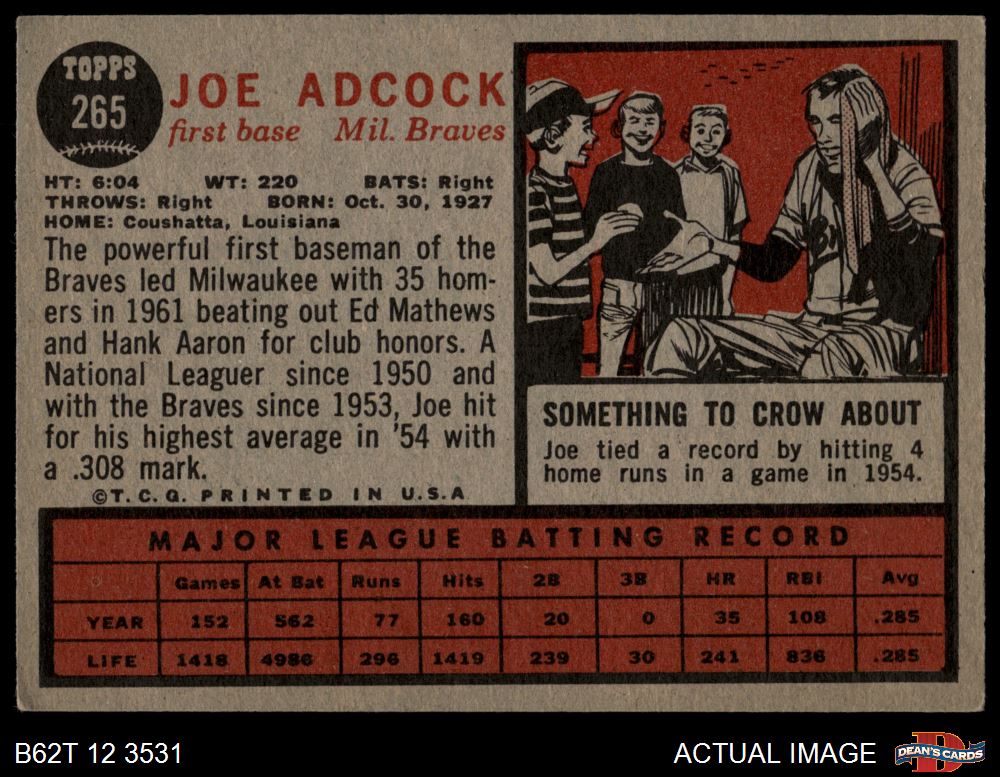 TOPPS
265
JOE ADCOCK
first base Mil. Braves
HT: 6:04 WT: 220 BATS: Right
THROWS: Right BORN: Oct. 30, 1927
HOME: Coushatta, Louisiana
The powerful first baseman of the
Braves led Milwaukee with 35 hom-
ers in 1961 beating out Ed Mathews
and Hank Aaron for club honors. A
National Leaguer since 1950 and
with the Braves since 1953, Joe hit
for his highest average in '54 with
a .308 mark.
©T.C.G. PRINTED IN U.S.A
SOMETHING TO CROW ABOUT
Joe tied a record by hitting 4
home runs in a game in 1954.
MAJOR LEAGUE BATTING RECORD
Games At Bat Runs Hits 2B 3B HR RBI Avg
YEAR 152 562 77 160 20 0 35 108 .285
LIFE 1418 4986 296 1419 239 30 241 836 .285
B62T 12 3531
ACTUAL IMAGE
D
DEAN'S CARDS